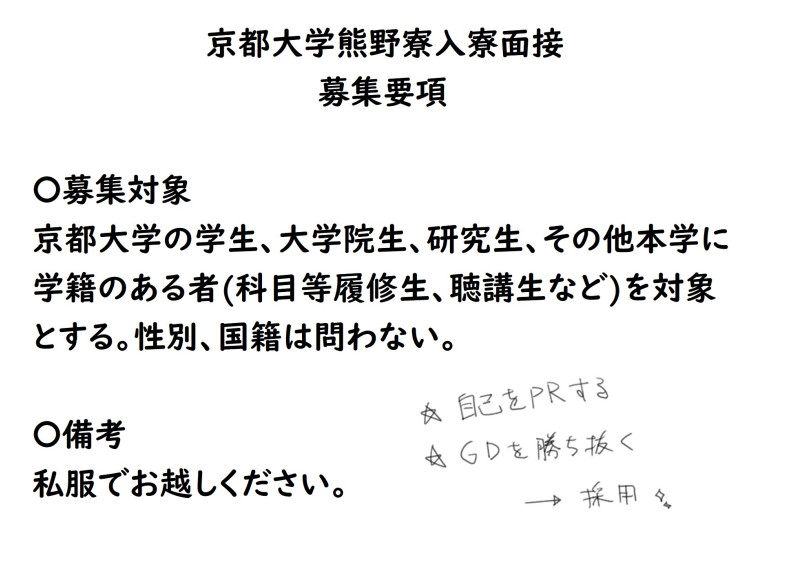 京都大学熊野寮入寮面接
募集要項
○募集対象
京都大学の学生、大学院生、研究生、その他本学に
学籍のある者(科目等履修生、聴講生など)を対象
とする。性別、国籍は問わない。
○備考
私服でお越しください。
☆ 自己をPRする
☆ GDを勝ち抜く
→ 採用